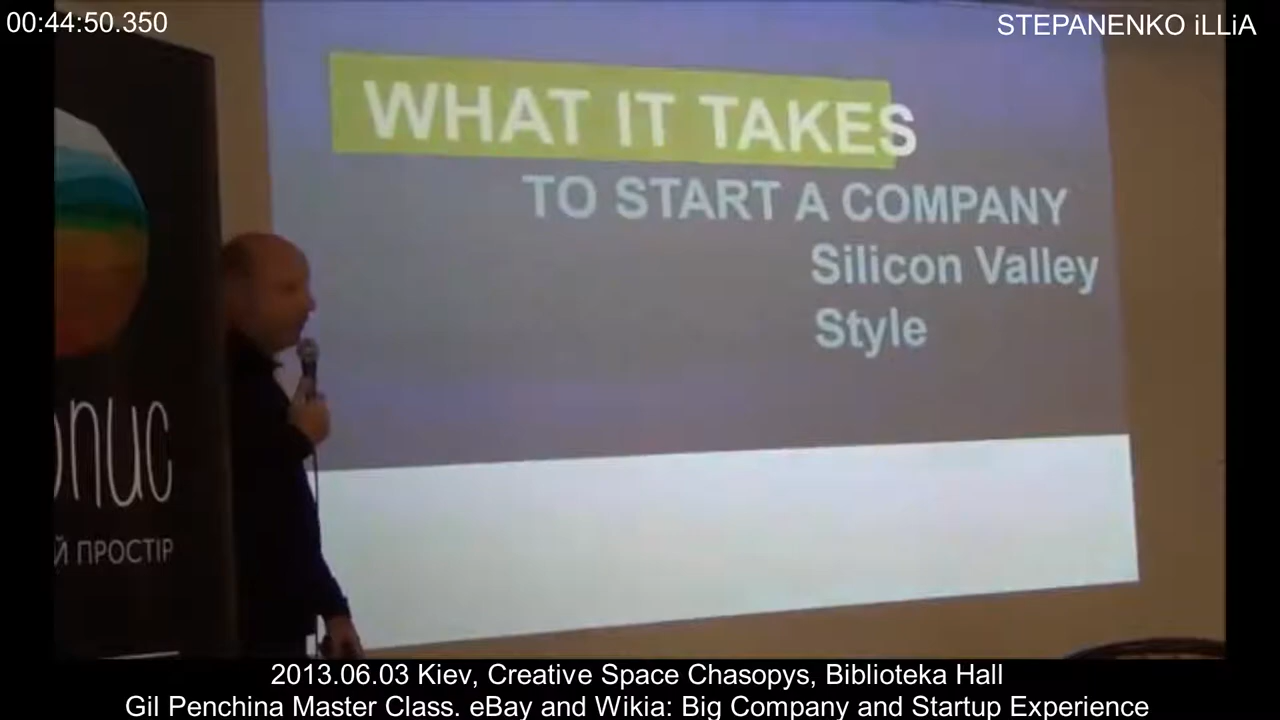 00:44:50.350
STEPANENKO iLLiA
WHAT IT TAKES
TO START A COMPANY
Silicon Valley
Style
Й ПРОСТІР
2013.06.03 Kiev, Creative Space Chasopys, Biblioteka Hall
Gil Penchina Master Class. eBay and Wikia: Big Company and Startup Experience